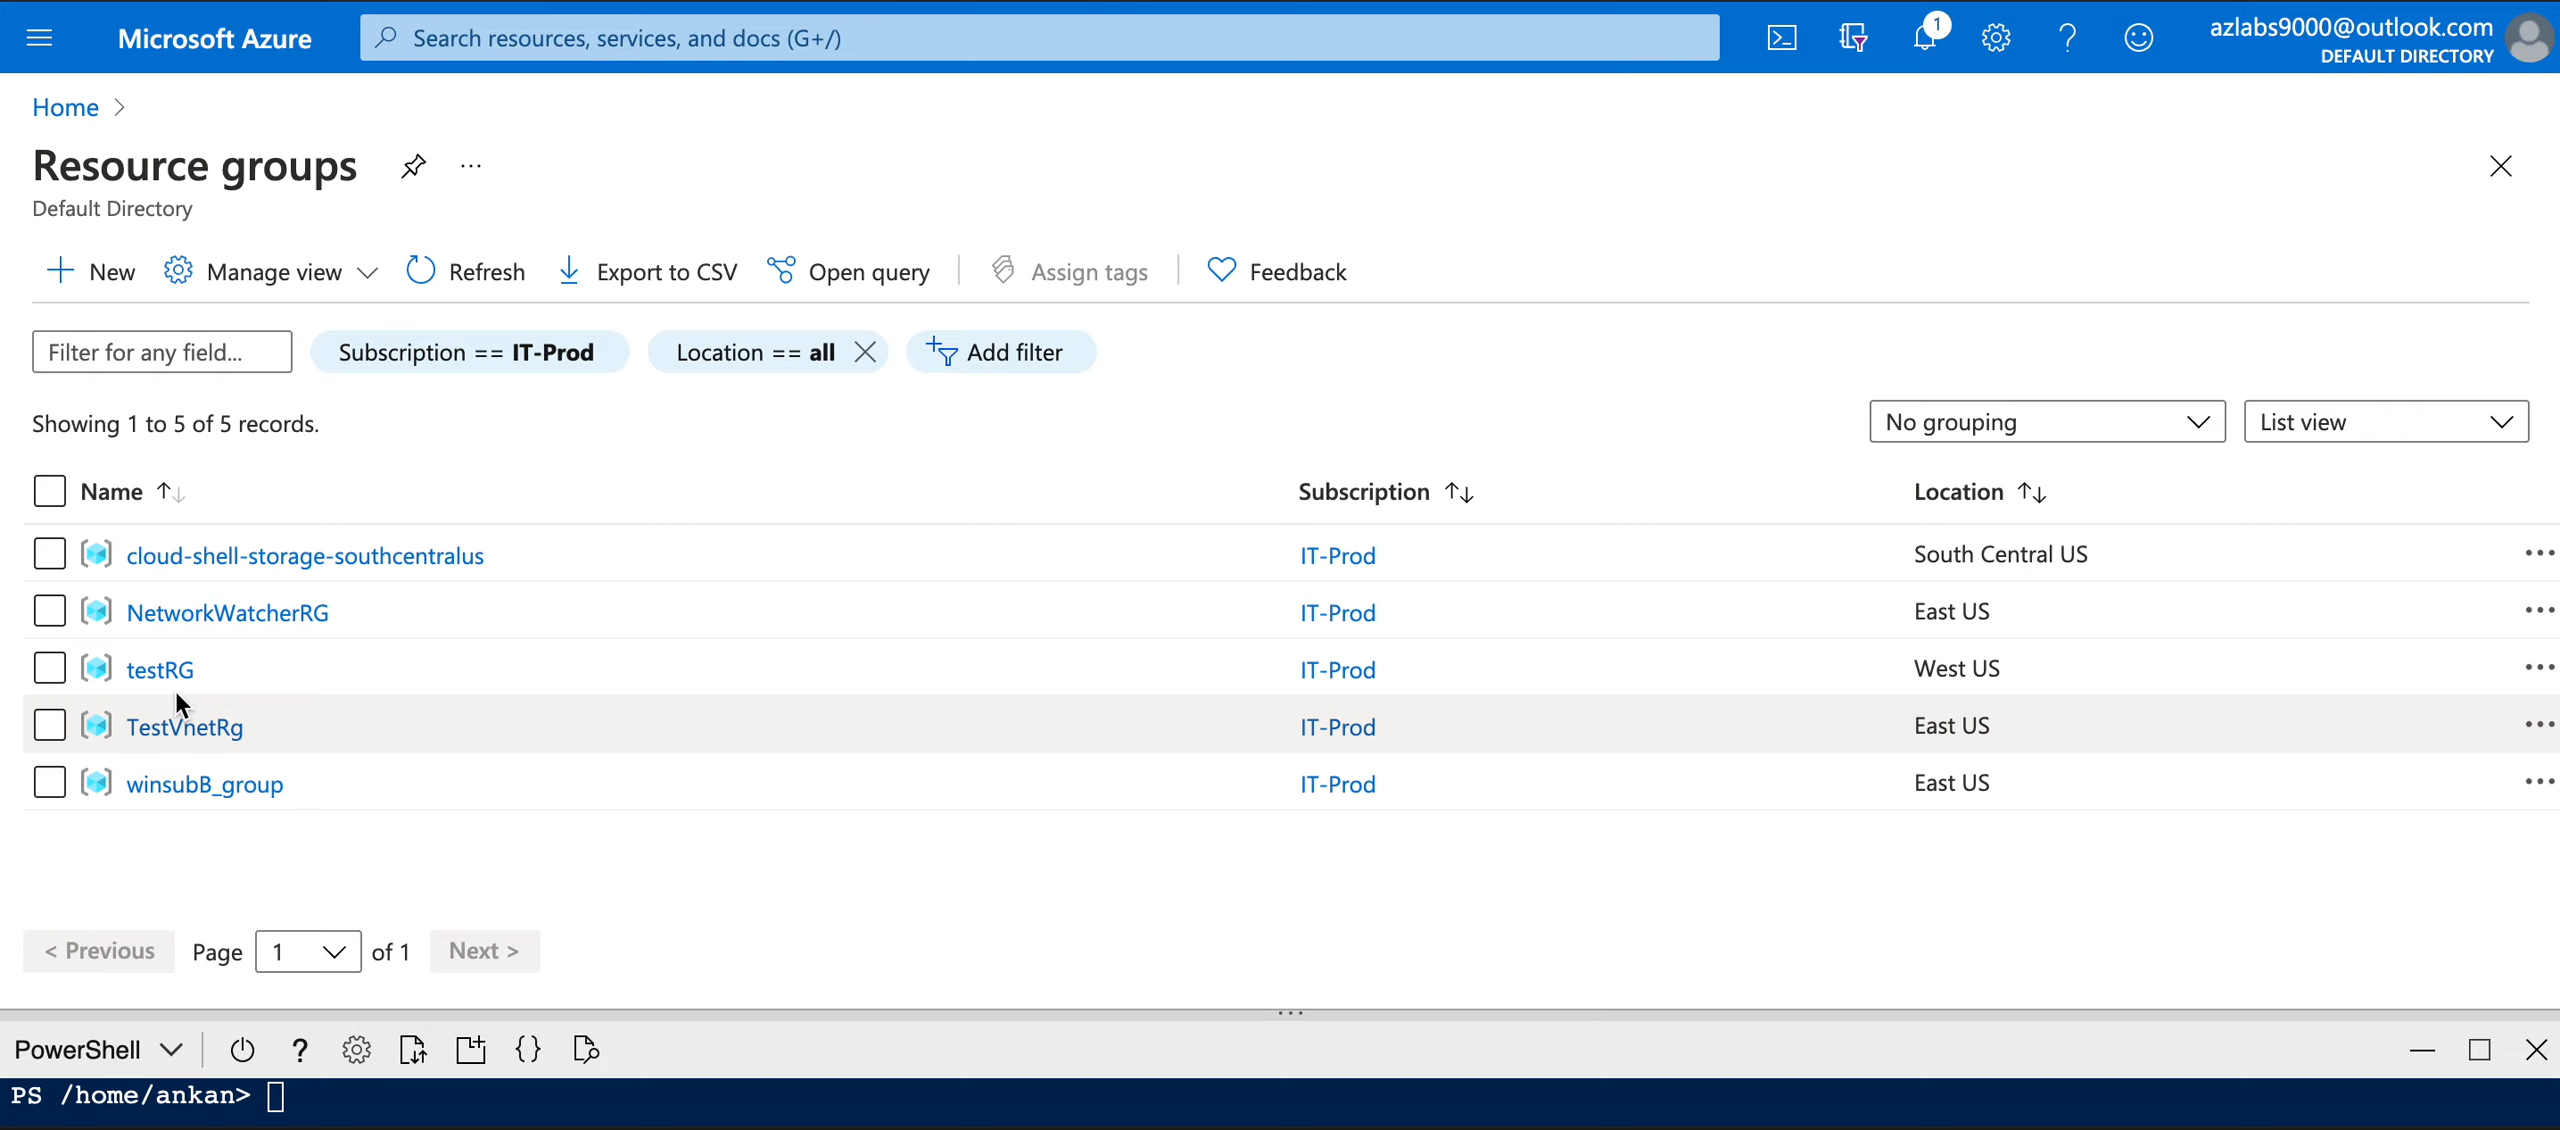 Microsoft Azure
Search resources, services, and docs (G+/)
1
azlabs9000@outlook.com
DEFAULT DIRECTORY
Home >
Resource groups
Default Directory
New Manage view Refresh Export to CSV Open query Assign tags Feedback
Filter for any field... Subscription == IT-Prod Location == all Add filter
Showing 1 to 5 of 5 records. No grouping List view
Name Subscription Location
cloud-shell-storage-southcentralus IT-Prod South Central US
NetworkWatcherRG IT-Prod East US
testRG IT-Prod West US
TestVnetRg IT-Prod East US
winsubB_group IT-Prod East US
< Previous Page 1 of 1 Next >
PowerShell
PS /home/ankan>